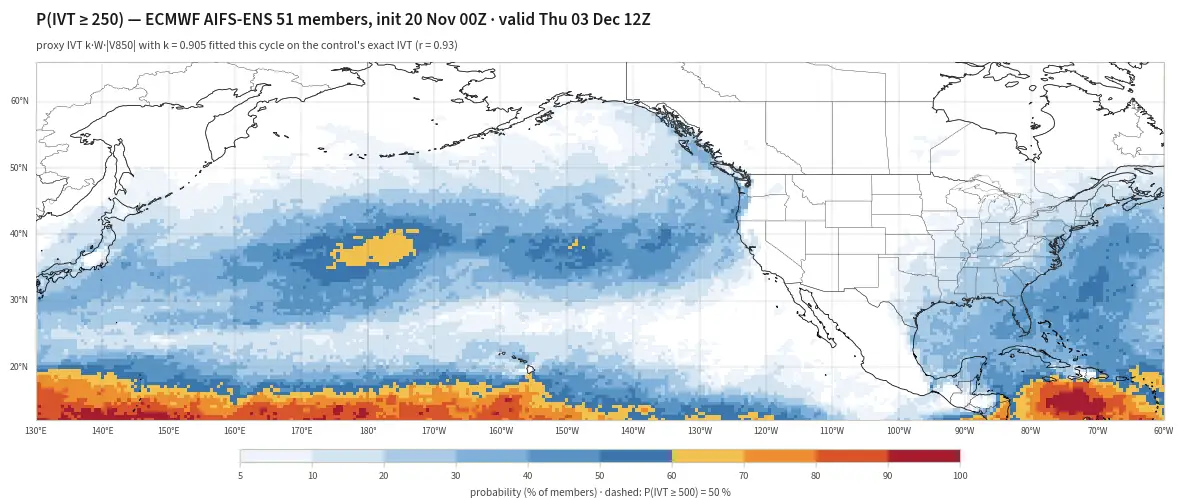 P(IVT ≥ 250) — ECMWF AIFS-ENS 51 members, init 20 Nov 00Z · valid Thu 03 Dec 12Z
proxy IVT k·W·|V850| with k = 0.905 fitted this cycle on the control's exact IVT (r = 0.93)
60°N
50°N
40°N
30°N
20°N
130°E 140°E 150°E 160°E 170°E 180° 170°W 160°W 150°W 140°W 130°W 120°W 110°W 100°W 90°W 80°W 70°W 60°W
5 10 20 30 40 50 60 70 80 90 100
probability (% of members) · dashed: P(IVT ≥ 500) = 50 %